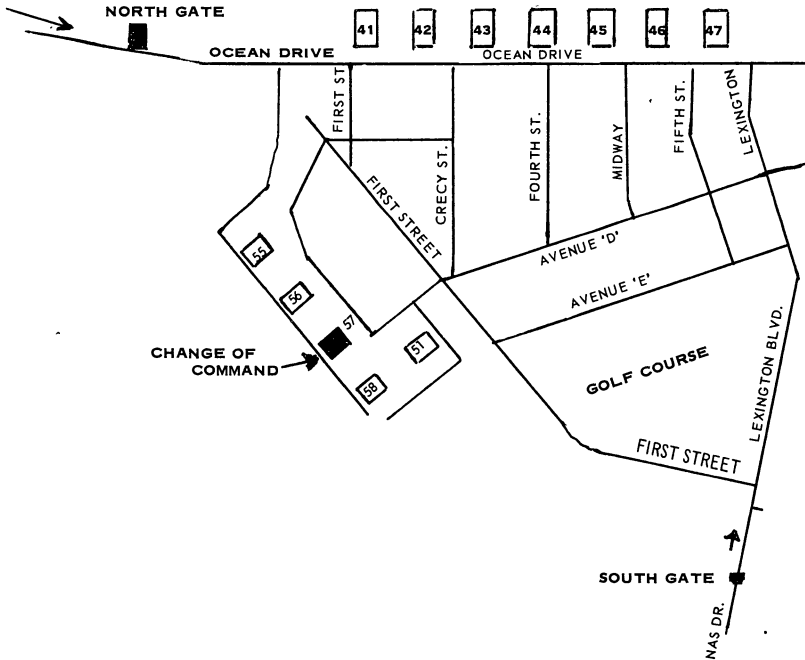 NORTH GATE
41 42 43 44 45 46 47
OCEAN DRIVE
OCEAN DRIVE
FIRST ST
FIRST STREET
CRECY ST.
FOURTH ST.
MIDWAY
FIFTH ST.
LEXINGTON
AVENUE 'D'
AVENUE 'E'
55
56
57
51
58
CHANGE OF
COMMAND
GOLF COURSE
LEXINGTON BLVD.
FIRST STREET
SOUTH GATE
NAS DR.